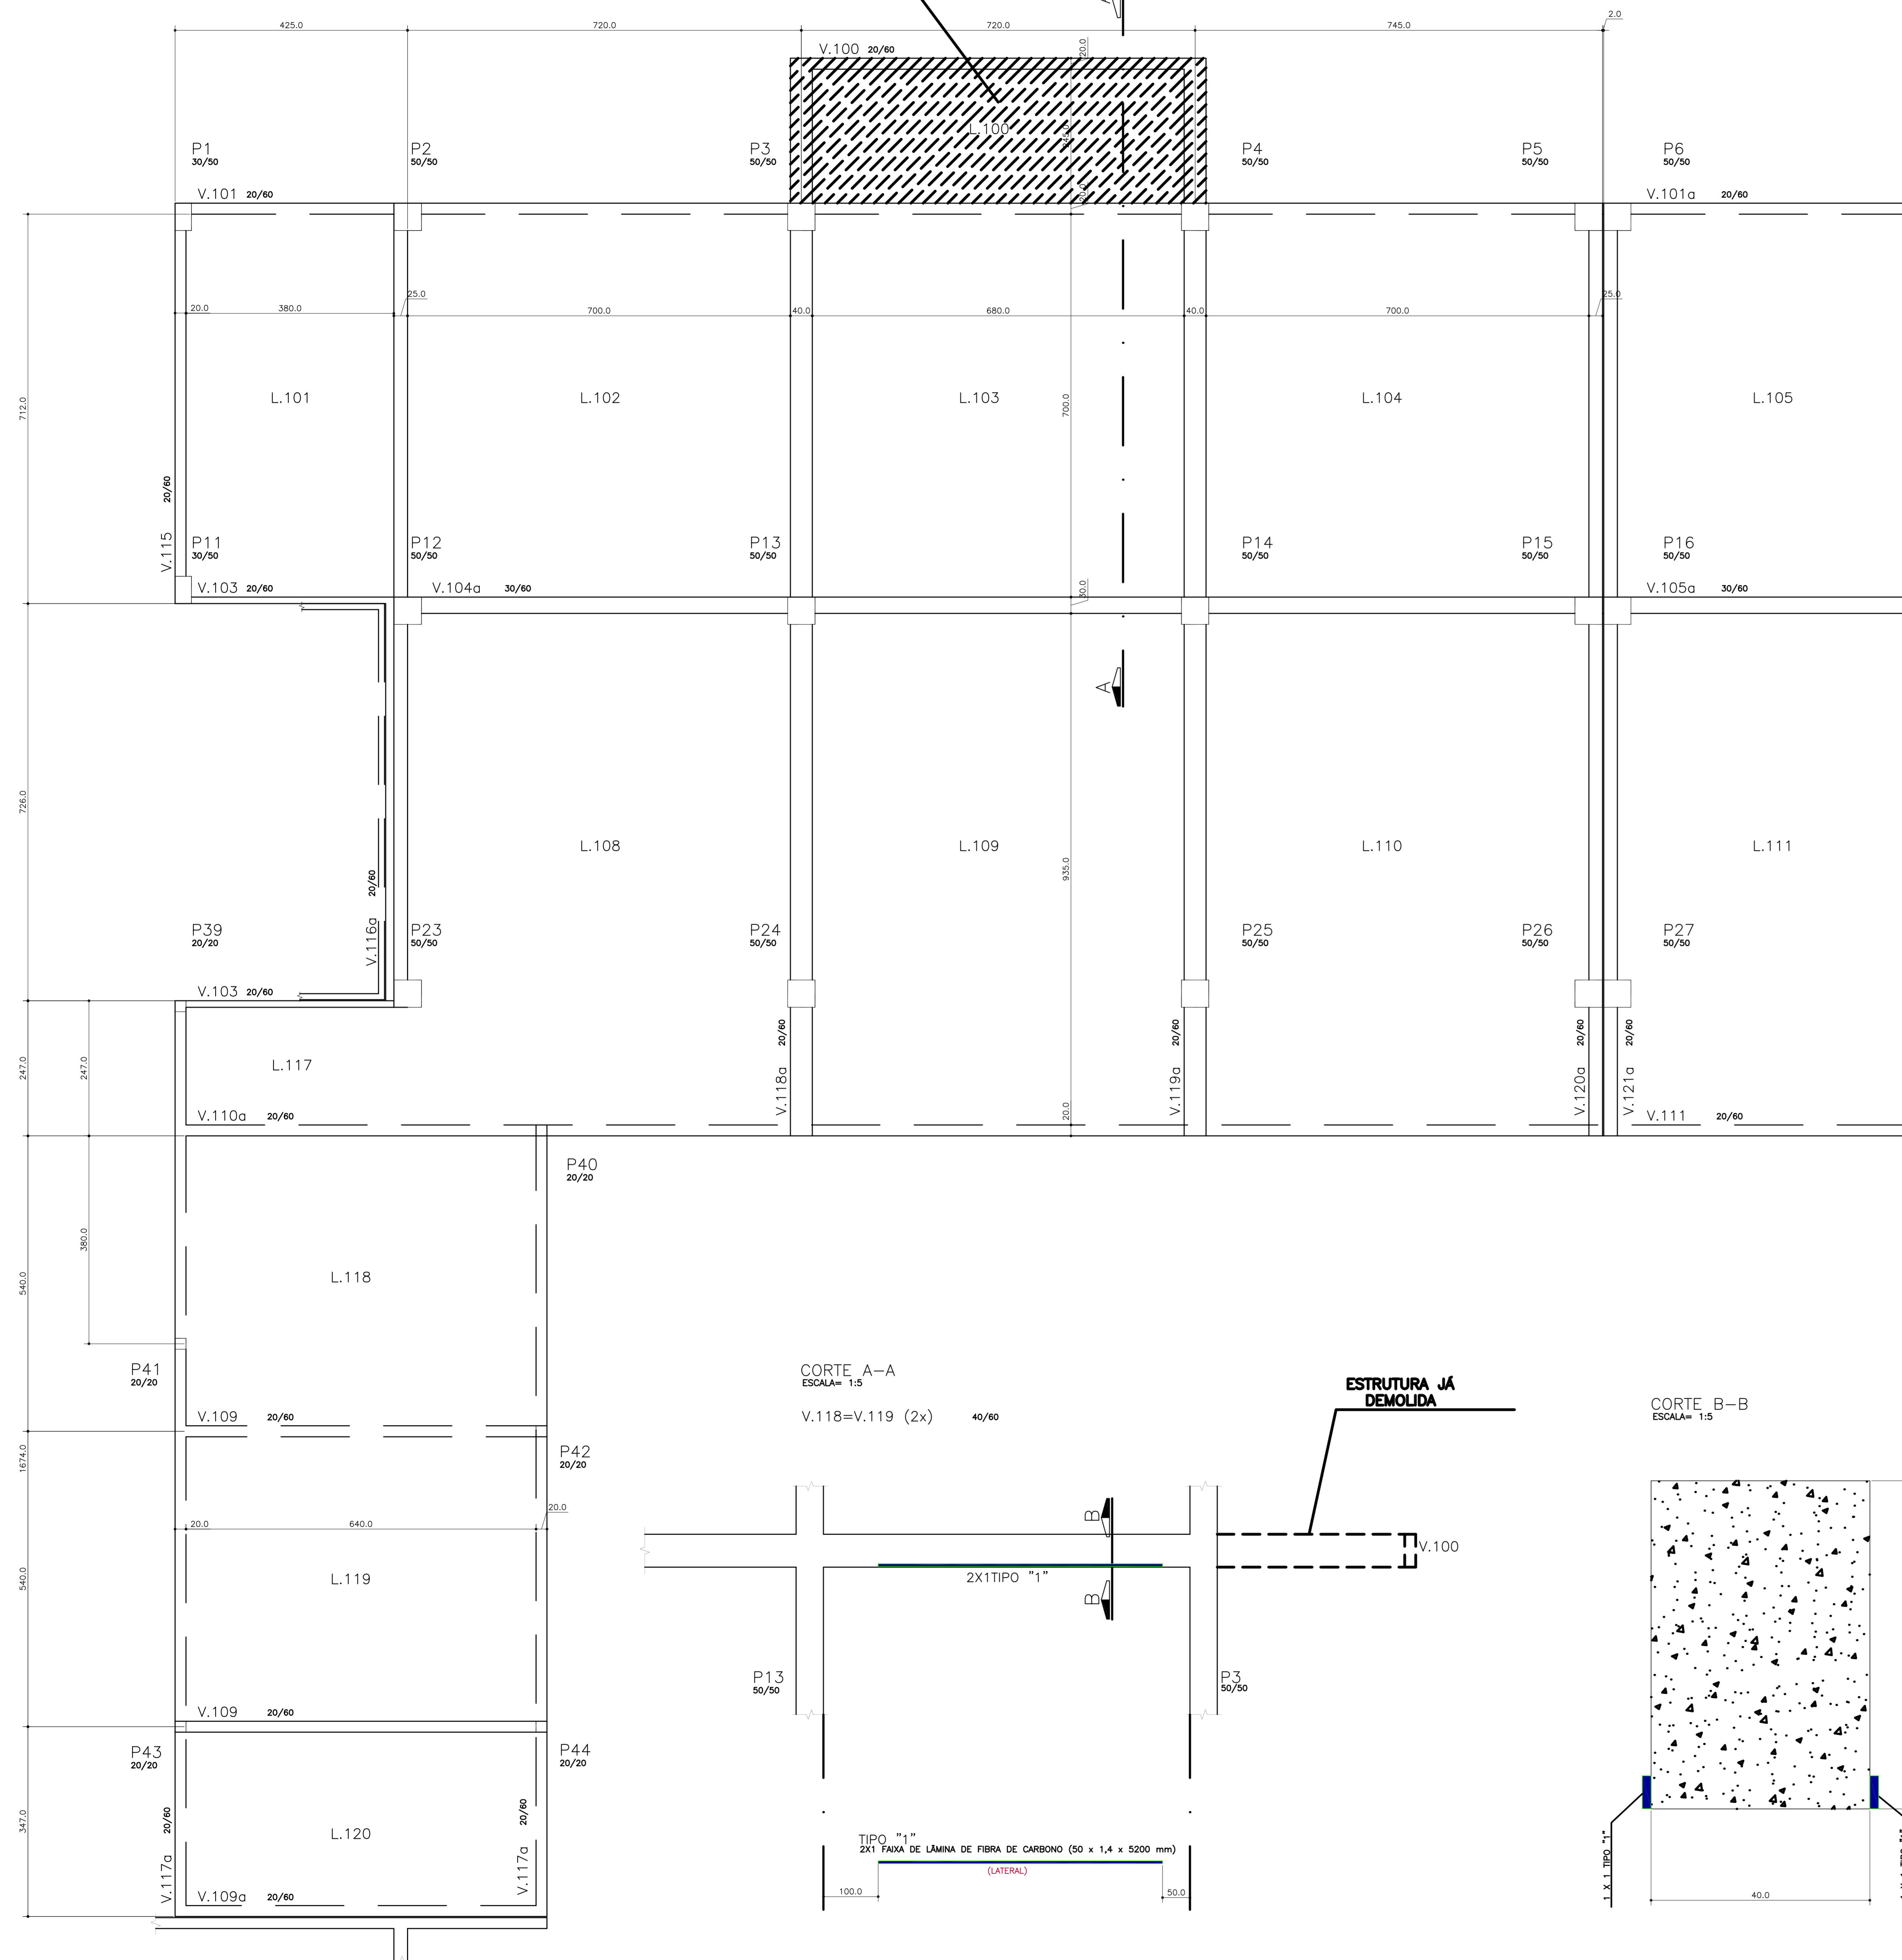 425.0
720.0
720.0
745.0
2.0
V.100 20/60
20.0
L.100
20.0
P1
30/50
P2
50/50
P3
50/50
P4
50/50
P5
50/50
P6
50/50
V.101 20/60
V.101a 20/60
20.0
380.0
25.0
700.0
40.0
680.0
40.0
700.0
25.0
712.0
L.101
L.102
L.103
L.104
L.105
700.0
V.115 20/60
P11
30/50
P12
50/50
P13
50/50
P14
50/50
P15
50/50
P16
50/50
V.103 20/60
V.104a 30/60
30.0
V.105a 30/60
A
726.0
L.108
L.109
L.110
L.111
935.0
V.116a 20/60
P39
20/20
P23
50/50
P24
50/50
P25
50/50
P26
50/50
P27
50/50
V.103 20/60
247.0
247.0
L.117
V.118a 20/60
V.119a 20/60
V.120a 20/60
V.121a 20/60
V.110a 20/60
20.0
V.111 20/60
P40
20/20
380.0
540.0
L.118
P41
20/20
V.109 20/60
P42
20/20
1674.0
20.0
640.0
20.0
540.0
L.119
V.109 20/60
P43
20/20
P44
20/20
347.0
L.120
V.117a 20/60
V.117a 20/60
V.109a 20/60
CORTE A-A
ESCALA= 1:5
V.118=V.119 (2x) 40/60
ESTRUTURA JÁ
DEMOLIDA
B
V.100
2X1TIPO "1"
B
P13
50/50
P3
50/50
TIPO "1"
2X1 FAIXA DE LÂMINA DE FIBRA DE CARBONO (50 x 1,4 x 5200 mm)
(LATERAL)
100.0
50.0
CORTE B-B
ESCALA= 1:5
1 X 1 TIPO "1"
40.0